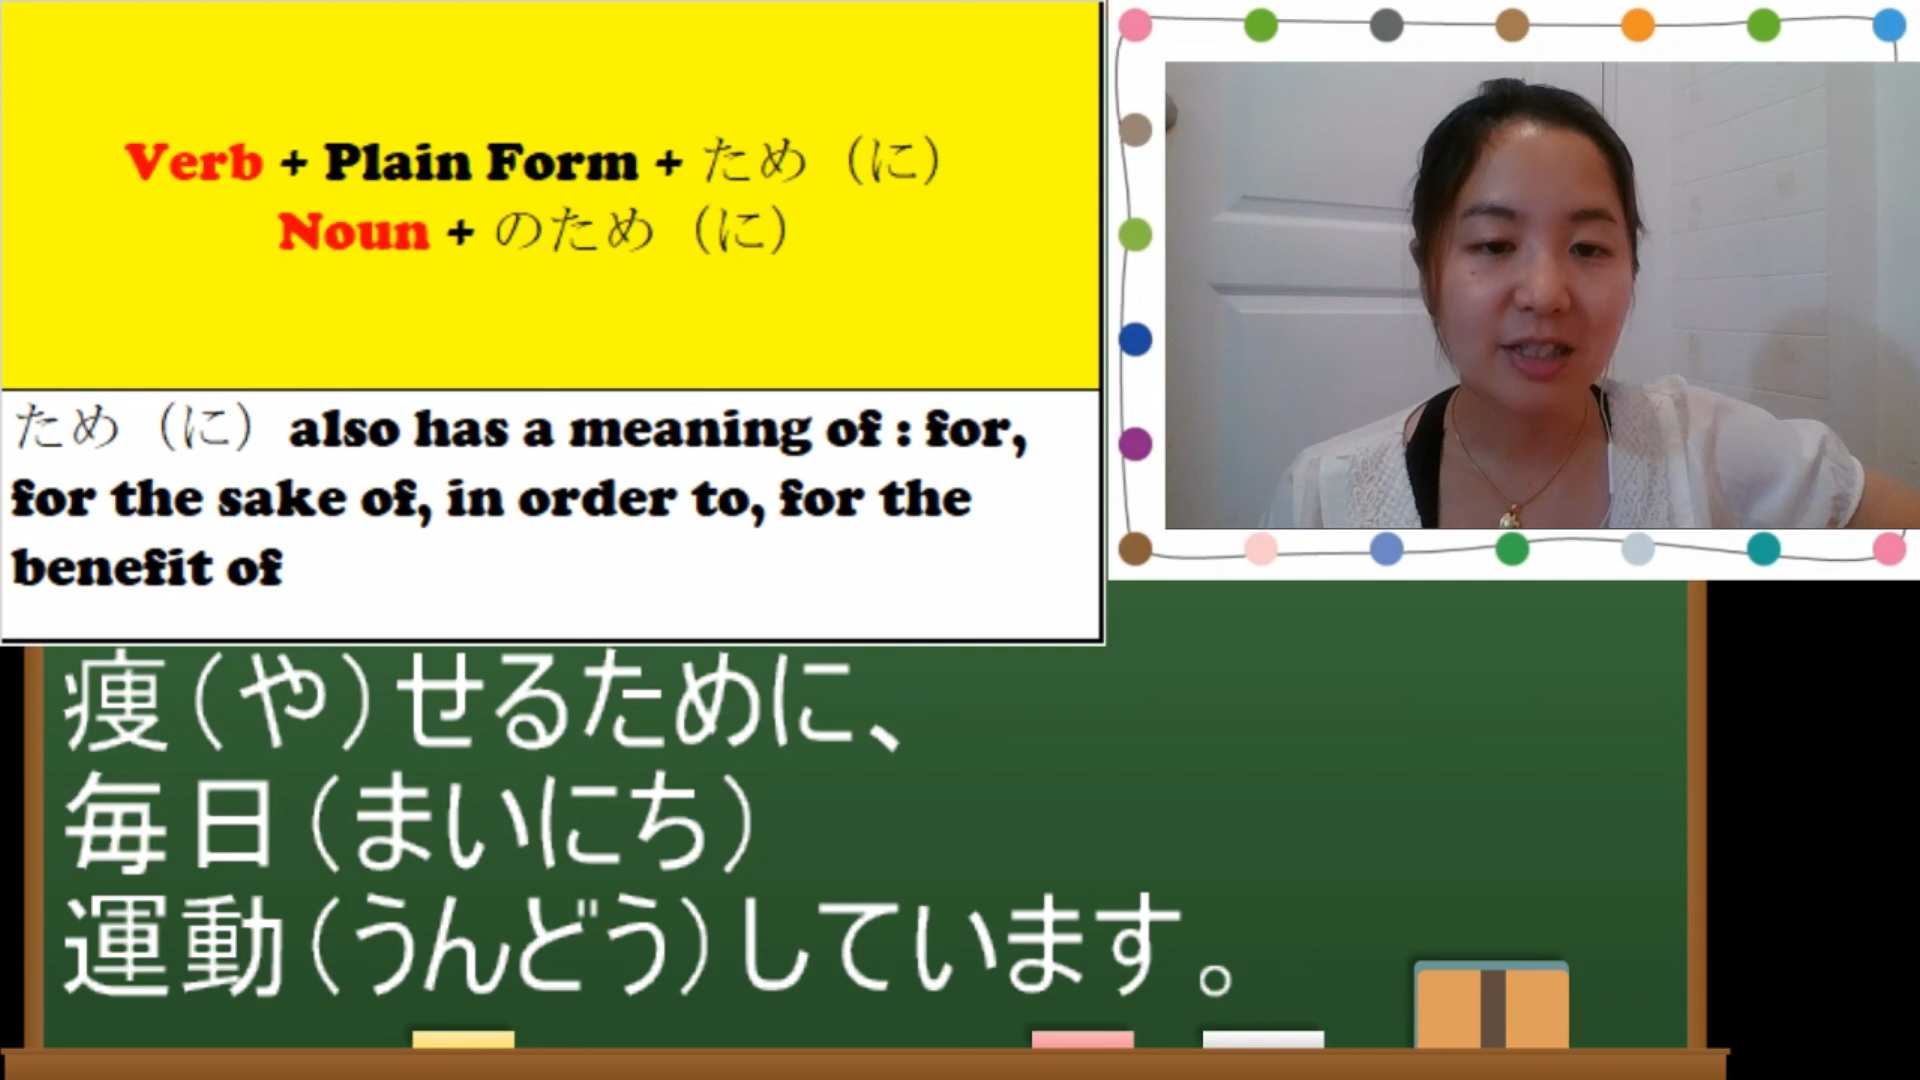 Verb + Plain Form + ため（に）
Noun + のため（に）
ため（に） also has a meaning of : for,
for the sake of, in order to, for the
benefit of
痩（や）せるために、
毎日（まいにち）
運動（うんどう）しています。